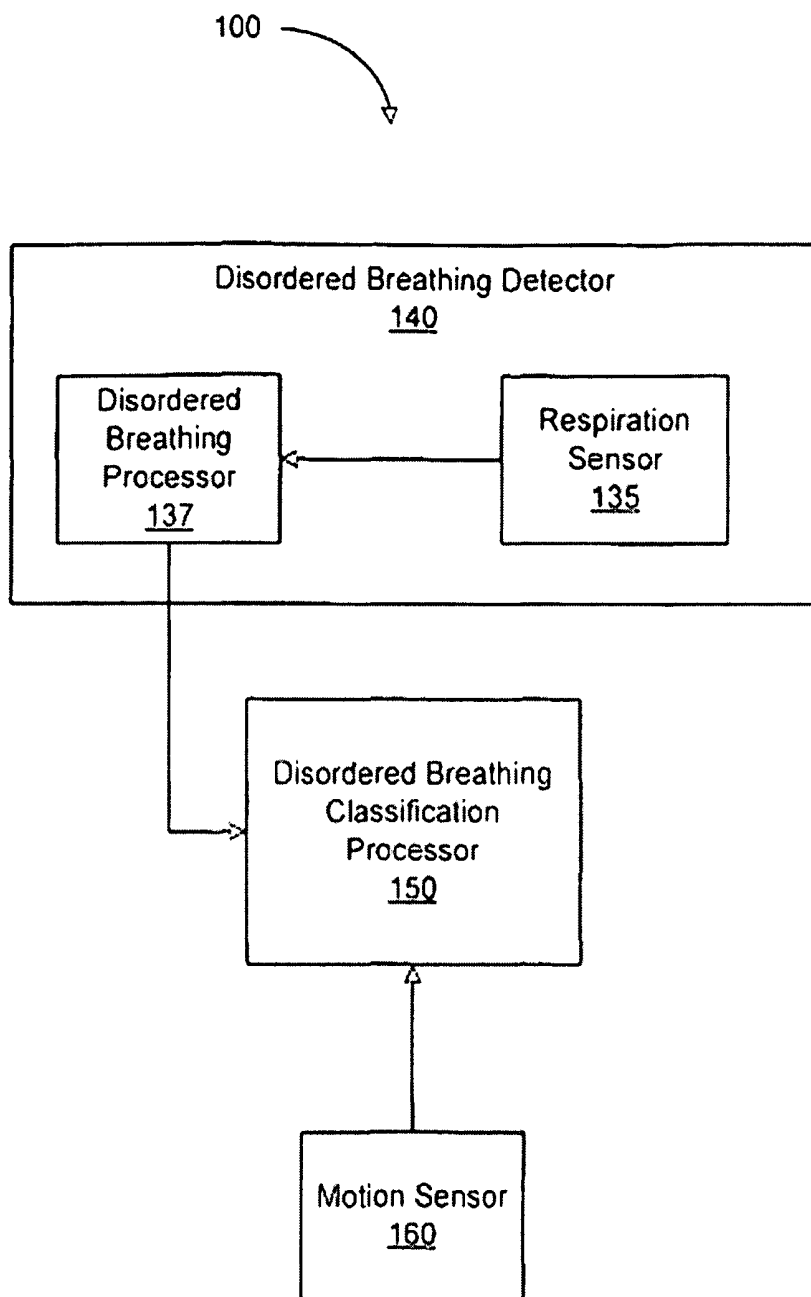 100
Disordered Breathing Detector
140
Disordered
Breathing
Processor
137
Respiration
Sensor
135
Disordered Breathing
Classification
Processor
150
Motion Sensor
160